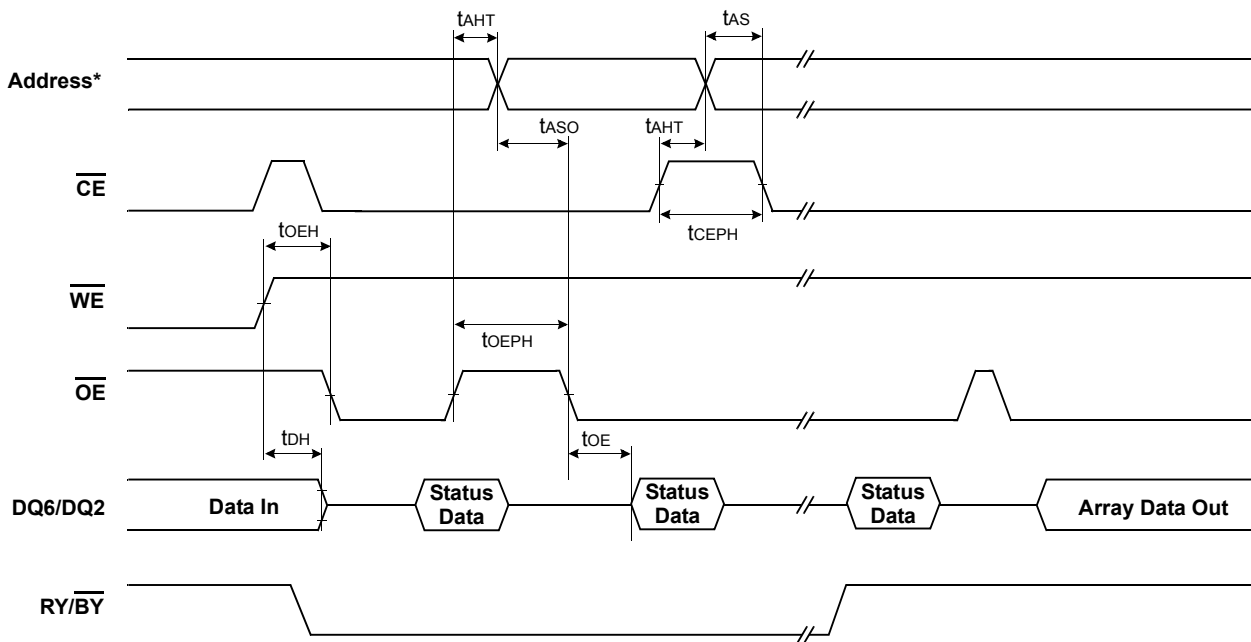 tAHT
tAS
Address*
tASO
tAHT
CE
tCEPH
tOEH
WE
tOEPH
OE
tDH
tOE
DQ6/DQ2
Data In
Status
Data
Status
Data
Status
Data
Array Data Out
RY/BY